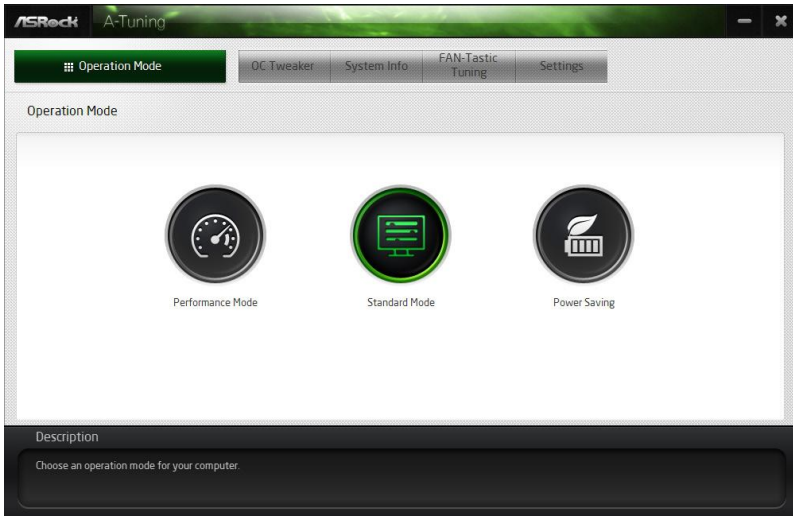 ASRock A-Tuning
Operation Mode OC Tweaker System Info FAN-Tastic Tuning Settings
Operation Mode
Performance Mode Standard Mode Power Saving
Description
Choose an operation mode for your computer.